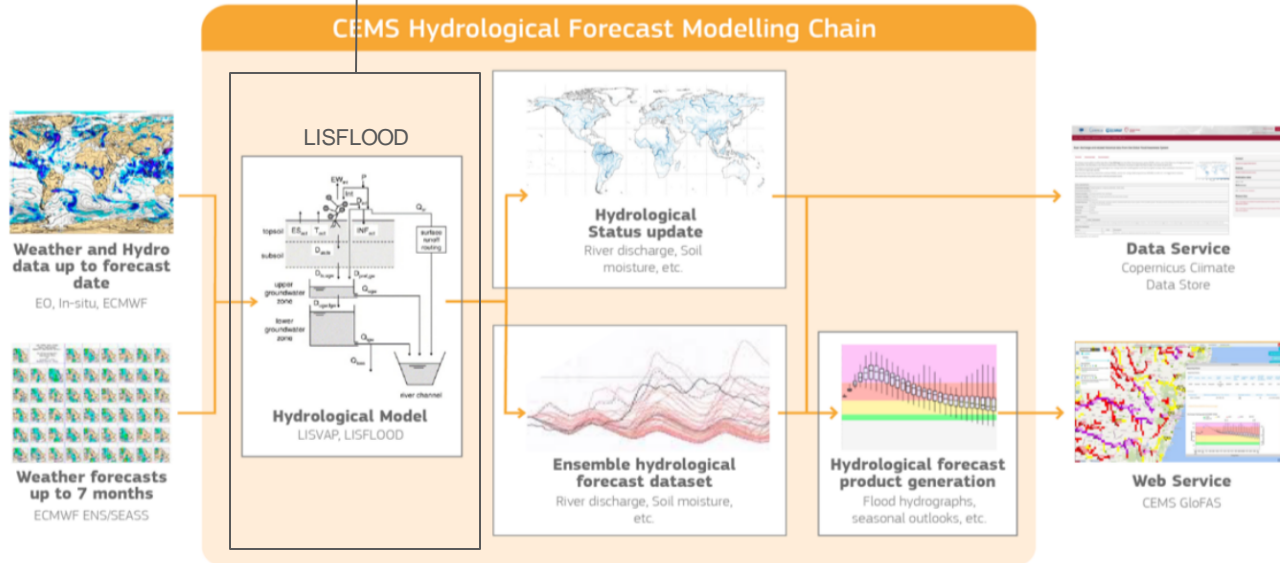 CEMS Hydrological Forecast Modelling Chain
Weather and Hydro
data up to forecast
date
EO, In-situ, ECMWF
Weather forecasts
up to 7 months
ECMWF ENS/SEAS5
LISFLOOD
P
Int
topsoil
subsoil
surface
runoff
routing
upper
groundwater
zone
lower
groundwater
zone
river channel
Hydrological Model
LISVAP, LISFLOOD
Hydrological
Status update
River discharge, Soil
moisture, etc.
Ensemble hydrological
forecast dataset
River discharge, Soil moisture,
etc.
Hydrological forecast
product generation
Flood hydrographs,
seasonal outlooks, etc.
Data Service
Copernicus Climate
Data Store
Web Service
CEMS GloFAS